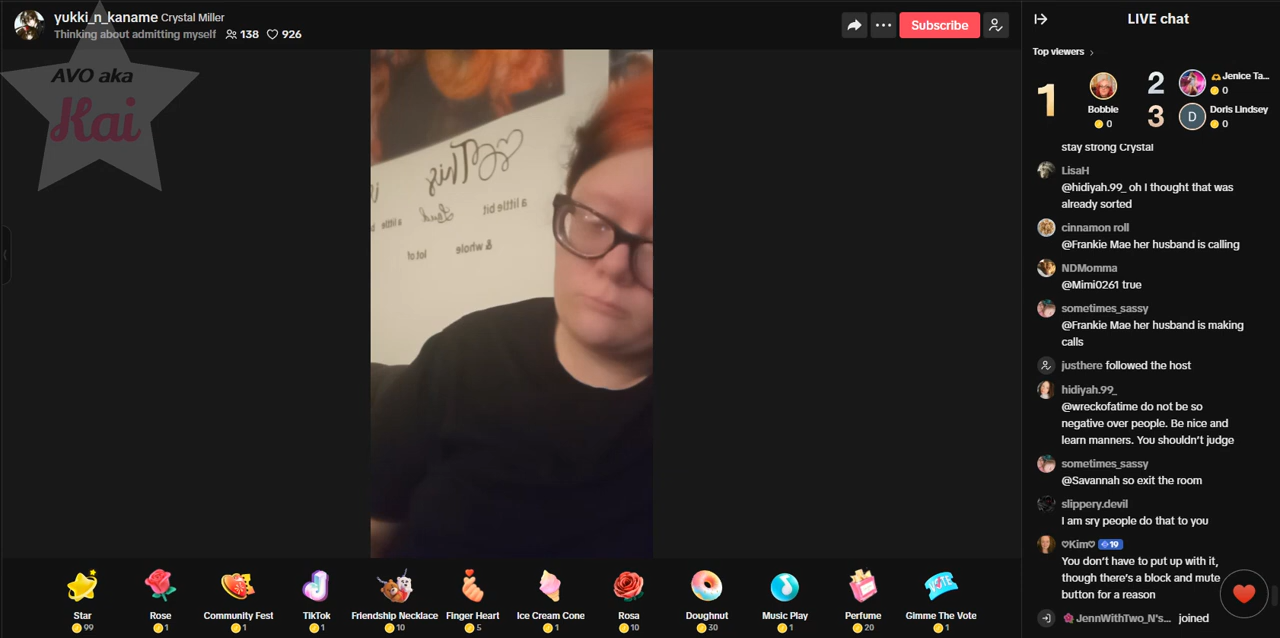 yukki_n_kaname Crystal Miller
Thinking about admitting myself 138 926
Subscribe
AVO aka
Kai
This
a little bit
Loud
a little
& whole
lot of
LIVE chat
Top viewers
1
Bobbie
0
2
Jenice Ta...
0
3
D
Doris Lindsey
0
stay strong Crystal
LisaH
@hidiyah.99_ oh I thought that was
already sorted
cinnamon roll
@Frankie Mae her husband is calling
NDMomma
@Mimi0261 true
sometimes_sassy
@Frankie Mae her husband is making
calls
justhere followed the host
hidiyah.99_
@wreckofatime do not be so
negative over people. Be nice and
learn manners. You shouldn't judge
sometimes_sassy
@Savannah so exit the room
slippery.devil
I am sry people do that to you
♡Kim♡ 19
You don't have to put up with it,
though there's a block and mute
button for a reason
JennWithTwo_N's... joined
Star
99
Rose
1
Community Fest
1
TikTok
1
Friendship Necklace
10
Finger Heart
5
Ice Cream Cone
1
Rosa
10
Doughnut
30
Music Play
1
Perfume
20
VOTE
Gimme The Vote
1